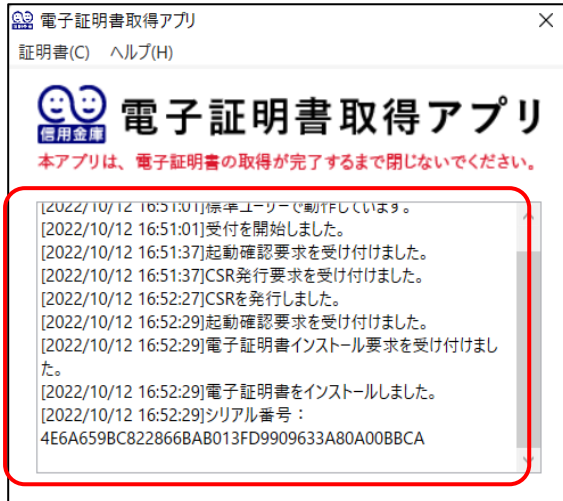 電子証明書取得アプリ
証明書(C) ヘルプ(H)
信用金庫
電子証明書取得アプリ
本アプリは、電子証明書の取得が完了するまで閉じないでください。
[2022/10/12 16:51:01]標準ユーザーで動作しています。
[2022/10/12 16:51:01]受付を開始しました。
[2022/10/12 16:51:37]起動確認要求を受け付けました。
[2022/10/12 16:51:37]CSR発行要求を受け付けました。
[2022/10/12 16:52:27]CSRを発行しました。
[2022/10/12 16:52:29]起動確認要求を受け付けました。
[2022/10/12 16:52:29]電子証明書インストール要求を受け付けまし
た。
[2022/10/12 16:52:29]電子証明書をインストールしました。
[2022/10/12 16:52:29]シリアル番号：
4E6A659BC822866BAB013FD9909633A80A00BBCA